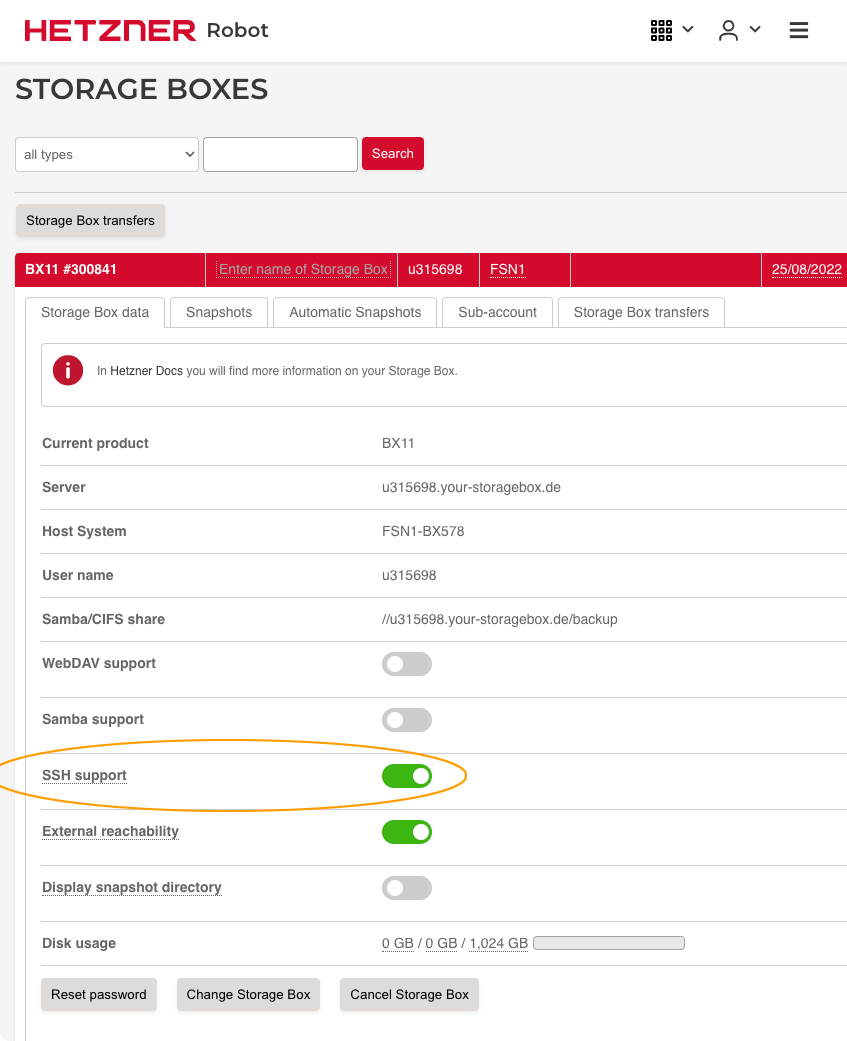 HETZNER Robot
STORAGE BOXES
all types Search
Storage Box transfers
BX11 #300841 Enter name of Storage Box u315698 FSN1 25/08/2022
Storage Box data Snapshots Automatic Snapshots Sub-account Storage Box transfers
In Hetzner Docs you will find more information on your Storage Box.
Current product BX11
Server u315698.your-storagebox.de
Host System FSN1-BX578
User name u315698
Samba/CIFS share //u315698.your-storagebox.de/backup
WebDAV support
Samba support
SSH support
External reachability
Display snapshot directory
Disk usage 0 GB / 0 GB / 1,024 GB
Reset password Change Storage Box Cancel Storage Box